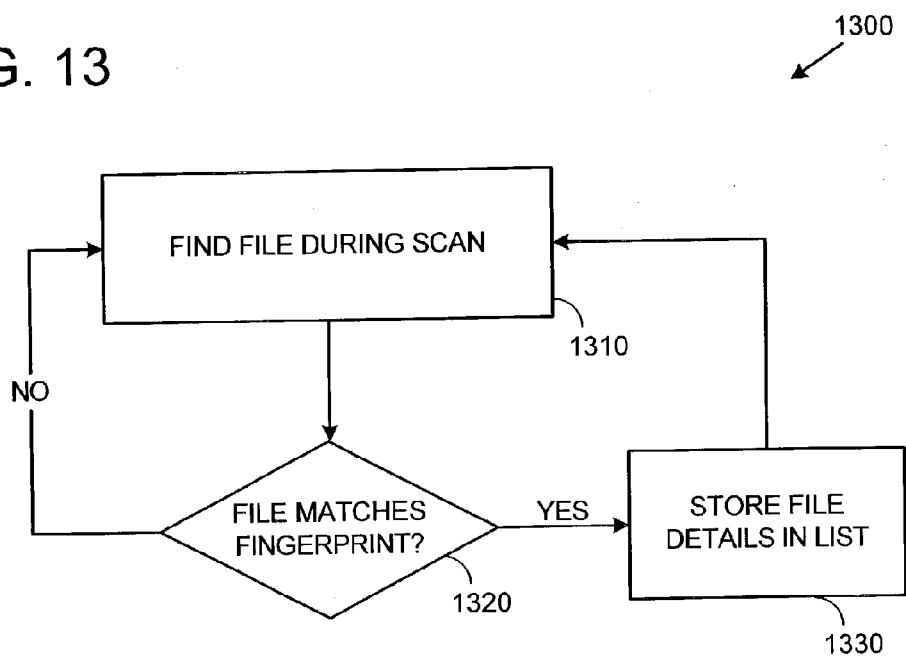 G. 13
1300
FIND FILE DURING SCAN
1310
NO
FILE MATCHES
FINGERPRINT?
YES
STORE FILE
DETAILS IN LIST
1320
1330